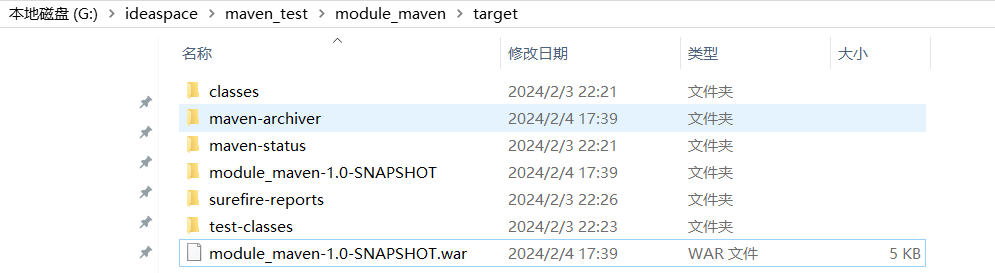 本地磁盘 (G:) > ideaspace > maven_test > module_maven > target
名称 修改日期 类型 大小
classes 2024/2/3 22:21 文件夹
maven-archiver 2024/2/4 17:39 文件夹
maven-status 2024/2/3 22:21 文件夹
module_maven-1.0-SNAPSHOT 2024/2/4 17:39 文件夹
surefire-reports 2024/2/3 22:26 文件夹
test-classes 2024/2/3 22:23 文件夹
module_maven-1.0-SNAPSHOT.war 2024/2/4 17:39 WAR 文件 5 KB